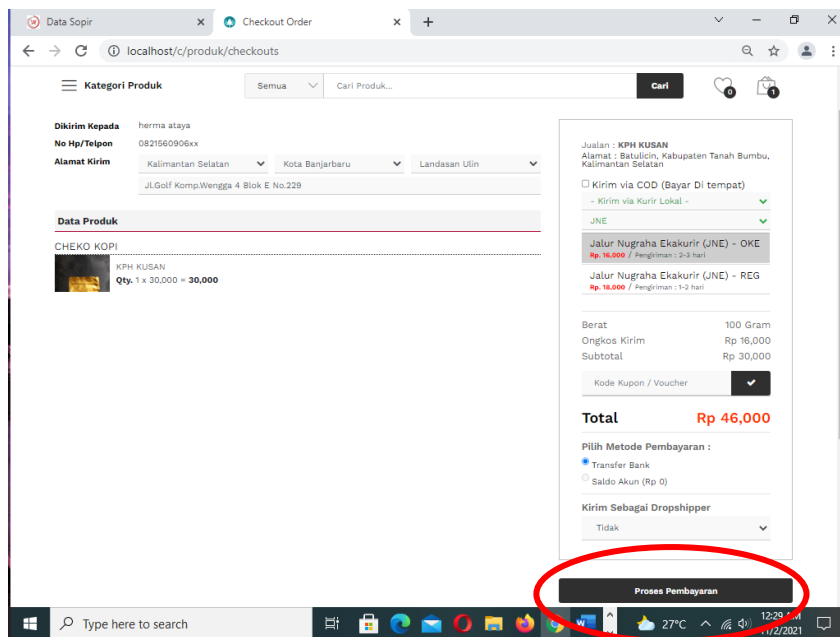 Data Sopir
Checkout Order
localhost/c/produk/checkouts
Kategori Produk
Semua
Cari Produk...
Cari
0
1
Dikirim Kepada herma ataya
No Hp/Telpon 0821560906xx
Alamat Kirim Kalimantan Selatan Kota Banjarbaru Landasan Ulin
Jl.Golf Komp.Wengga 4 Blok E No.229
Data Produk
CHEKO KOPI
KPH KUSAN
Qty. 1 x 30,000 = 30,000
Jualan : KPH KUSAN
Alamat : Batulicin, Kabupaten Tanah Bumbu,
Kalimantan Selatan
Kirim via COD (Bayar Di tempat)
- Kirim via Kurir Lokal -
JNE
Jalur Nugraha Ekakurir (JNE) - OKE
Rp. 16,000 / Pengiriman : 2-3 hari
Jalur Nugraha Ekakurir (JNE) - REG
Rp. 18,000 / Pengiriman : 1-2 hari
Berat 100 Gram
Ongkos Kirim Rp 16,000
Subtotal Rp 30,000
Kode Kupon / Voucher
Total Rp 46,000
Pilih Metode Pembayaran :
Transfer Bank
Saldo Akun (Rp 0)
Kirim Sebagai Dropshipper
Tidak
Proses Pembayaran
Type here to search
27°C
12:29
11/2/2021